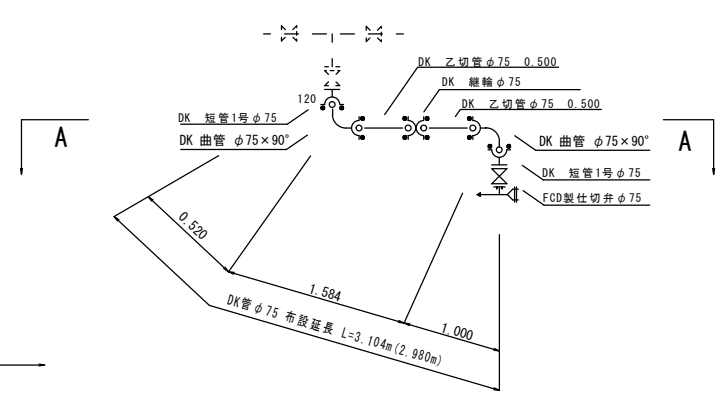 DK 乙切管φ75 0.500
DK 継輪φ75
120
DK 乙切管φ75 0.500
DK 短管1号φ75
DK 曲管 φ75×90°
DK 曲管 φ75×90°
A
A
DK 短管1号φ75
FCD製仕切弁φ75
0.520
1.584
DK管φ75 布設延長 L=3.104m(2.980m)
1.000